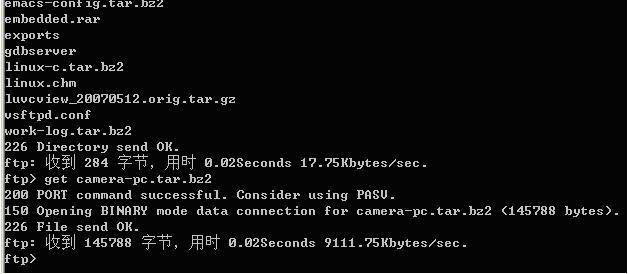 emacs-config.tar.bz2
embedded.rar
exports
gdbserver
linux-c.tar.bz2
linux.chm
luvcview_20070512.orig.tar.gz
vsftpd.conf
work-log.tar.bz2
226 Directory send OK.
ftp: 收到 284 字节，用时 0.02Seconds 17.75Kbytes/sec.
ftp> get camera-pc.tar.bz2
200 PORT command successful. Consider using PASV.
150 Opening BINARY mode data connection for camera-pc.tar.bz2 (145788 bytes).
226 File send OK.
ftp: 收到 145788 字节，用时 0.02Seconds 9111.75Kbytes/sec.
ftp>